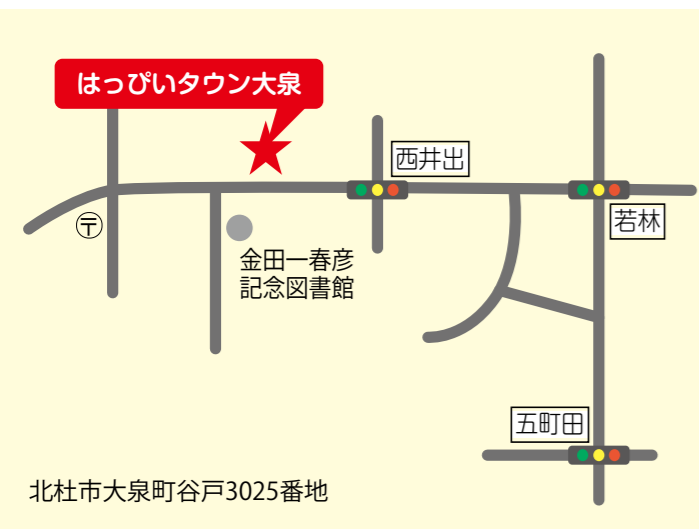 はっぴいタウン大泉
西井出
若林
〒
金田一春彦
記念図書館
五町田
北杜市大泉町谷戸3025番地